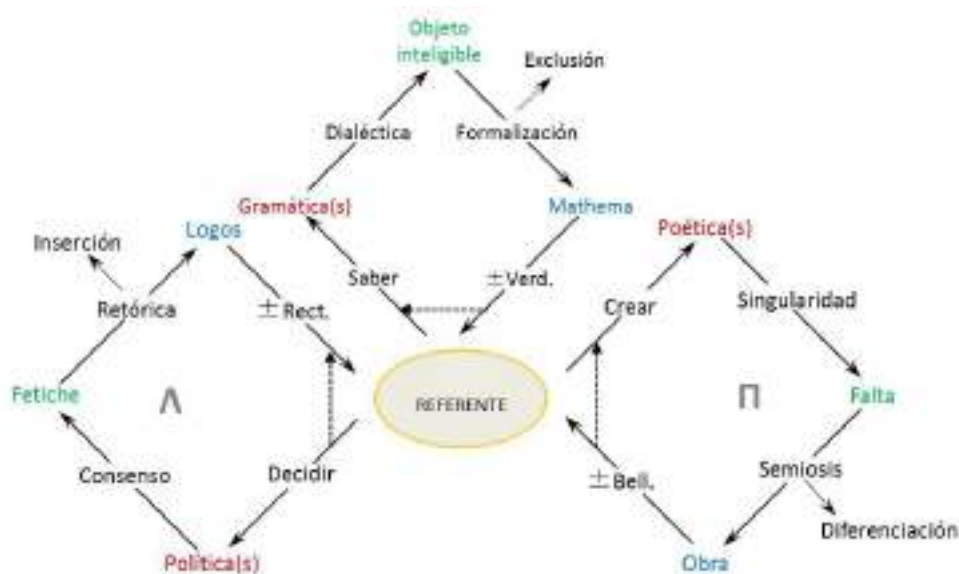 Objeto
inteligible
Exclusión
Dialéctica
Formalización
Gramática(s)
Mathema
Logos
Poética(s)
Inserción
Saber
±Verd.
Retórica
± Rect.
Crear
Singularidad
Fetiche
Λ
REFERENTE
Π
Falta
Consenso
Decidir
±Bell.
Semiosis
Diferenciación
Política(s)
Obra